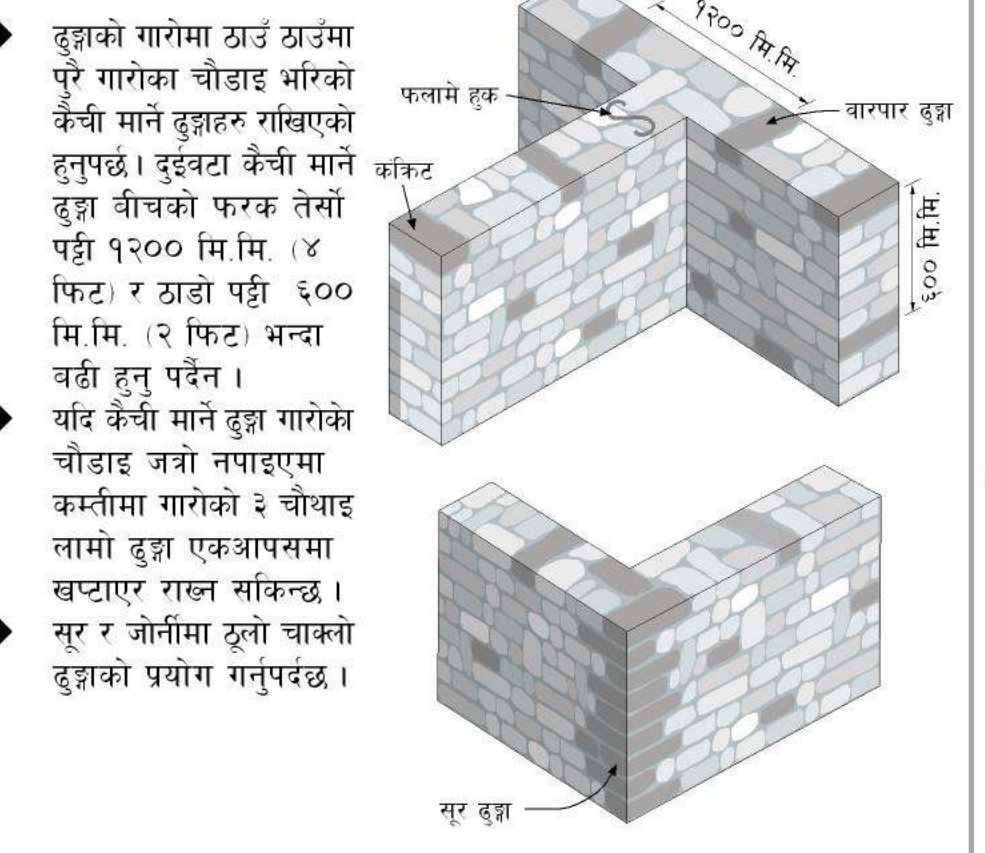 ढुङ्गाको गारोमा ठाउँ ठाउँमा
पुरै गारोका चौडाइ भरिको
कैची मार्ने ढुङ्गाहरु राखिएको
हुनुपर्छ । दुईवटा कैची मार्ने
ढुङ्गा बीचको फरक तेर्सो
पट्टी १२०० मि.मि. (४
फिट) र ठाडो पट्टी ६००
मि.मि. (२ फिट) भन्दा
बढी हुनु पर्दैन ।
यदि कैची मार्ने ढुङ्गा गारोकेा
चौडाइ जत्रो नपाइएमा
कम्तीमा गारोको ३ चौथाइ
लामो ढुङ्गा एकआपसमा
खप्टाएर राख्न सकिन्छ ।
सूर र जोर्नीमा ठूलो चाक्लो
ढुङ्गाको प्रयोग गर्नुपर्दछ ।
१२०० मि.मि.
फलामे हुक
वारपार ढुङ्गा
कंक्रिट
६०० मि.मि.
सूर ढुङ्गा